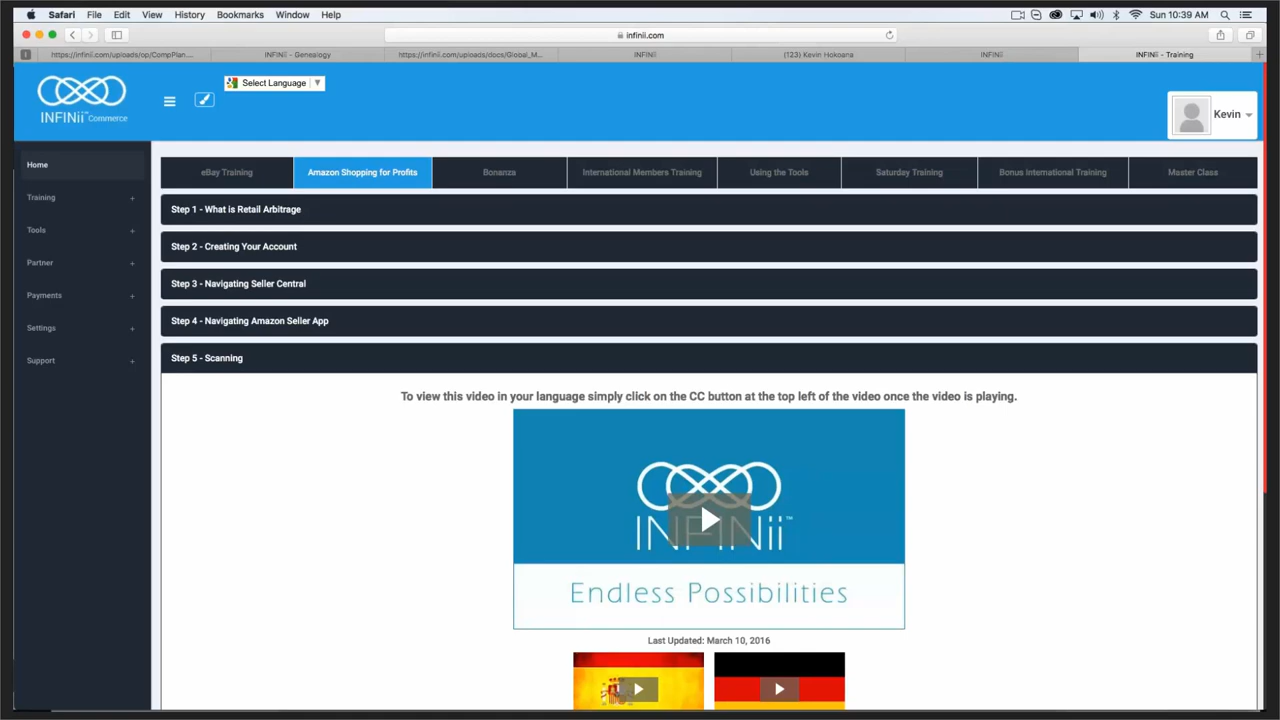 Safari File Edit View History Bookmarks Window Help
Sun 10:39 AM
infinii.com
https://infinii.com/uploads/op/CompPlan....
INFINii - Genealogy
https://infinii.com/uploads/docs/Global_M...
INFINii
(123) Kevin Hokoana
INFINii
INFINii - Training
INFINii™ Commerce
Select Language
Kevin
Home
Training
Tools
Partner
Payments
Settings
Support
eBay Training
Amazon Shopping for Profits
Bonanza
International Members Training
Using the Tools
Saturday Training
Bonus International Training
Master Class
Step 1 - What is Retail Arbitrage
Step 2 - Creating Your Account
Step 3 - Navigating Seller Central
Step 4 - Navigating Amazon Seller App
Step 5 - Scanning
To view this video in your language simply click on the CC button at the top left of the video once the video is playing.
INFINii™
Endless Possibilities
Last Updated: March 10, 2016